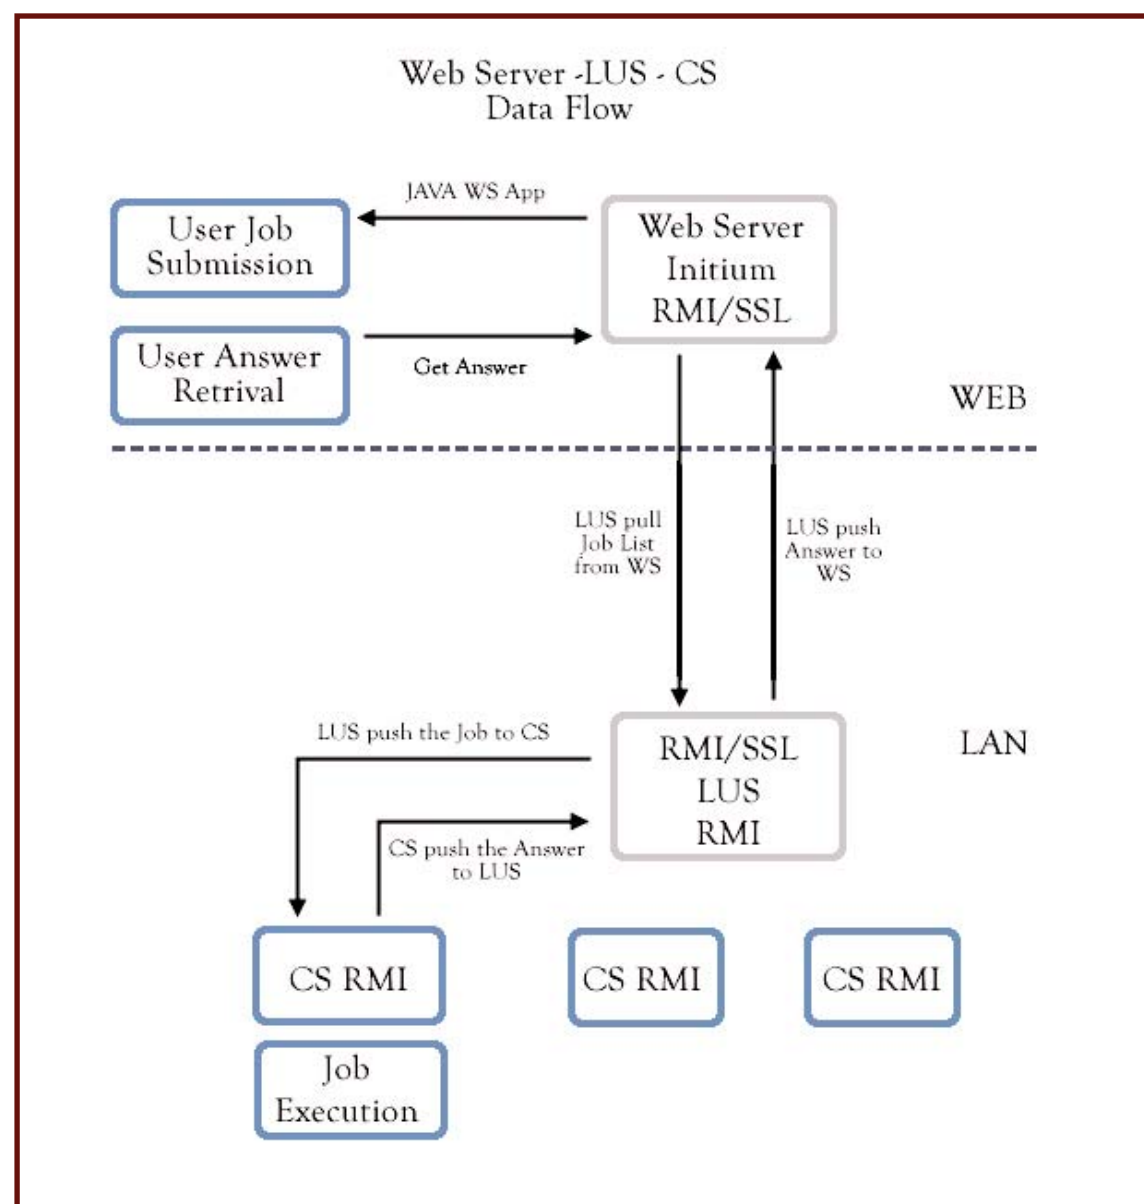 Web Server -LUS - CS
Data Flow
JAVA WS App
User Job
Submission
Web Server
Initium
RMI/SSL
User Answer
Retrival
Get Answer
WEB
LUS pull
Job List
from WS
LUS push
Answer to
WS
LUS push the Job to CS
RMI/SSL
LUS
RMI
LAN
CS push the Answer
to LUS
CS RMI
CS RMI
CS RMI
Job
Execution